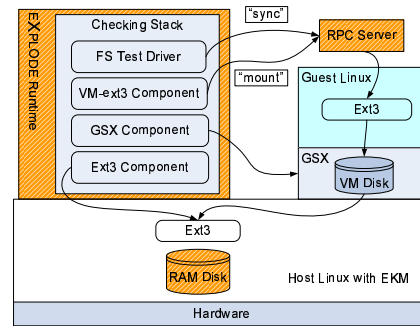 EXPLODE Runtime
Checking Stack
FS Test Driver
VM-ext3 Component
GSX Component
Ext3 Component
“sync”
“mount”
RPC Server
Guest Linux
Ext3
GSX
VM Disk
Ext3
RAM Disk
Host Linux with EKM
Hardware